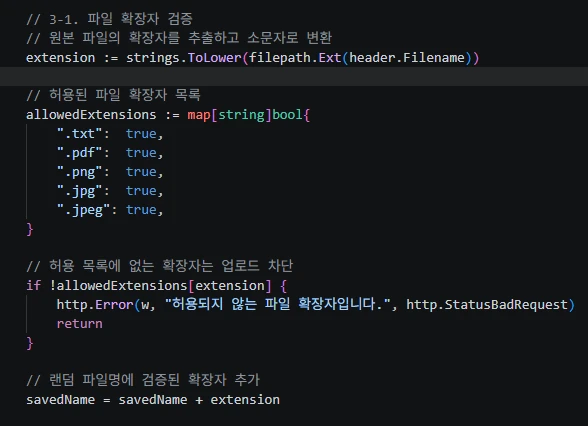 // 3-1. 파일 확장자 검증
// 원본 파일의 확장자를 추출하고 소문자로 변환
extension := strings.ToLower(filepath.Ext(header.Filename))
// 허용된 파일 확장자 목록
allowedExtensions := map[string]bool{
".txt":  true,
".pdf":  true,
".png":  true,
".jpg":  true,
".jpeg": true,
}
// 허용 목록에 없는 확장자는 업로드 차단
if !allowedExtensions[extension] {
http.Error(w, "허용되지 않는 파일 확장자입니다.", http.StatusBadRequest)
return
}
// 랜덤 파일명에 검증된 확장자 추가
savedName = savedName + extension